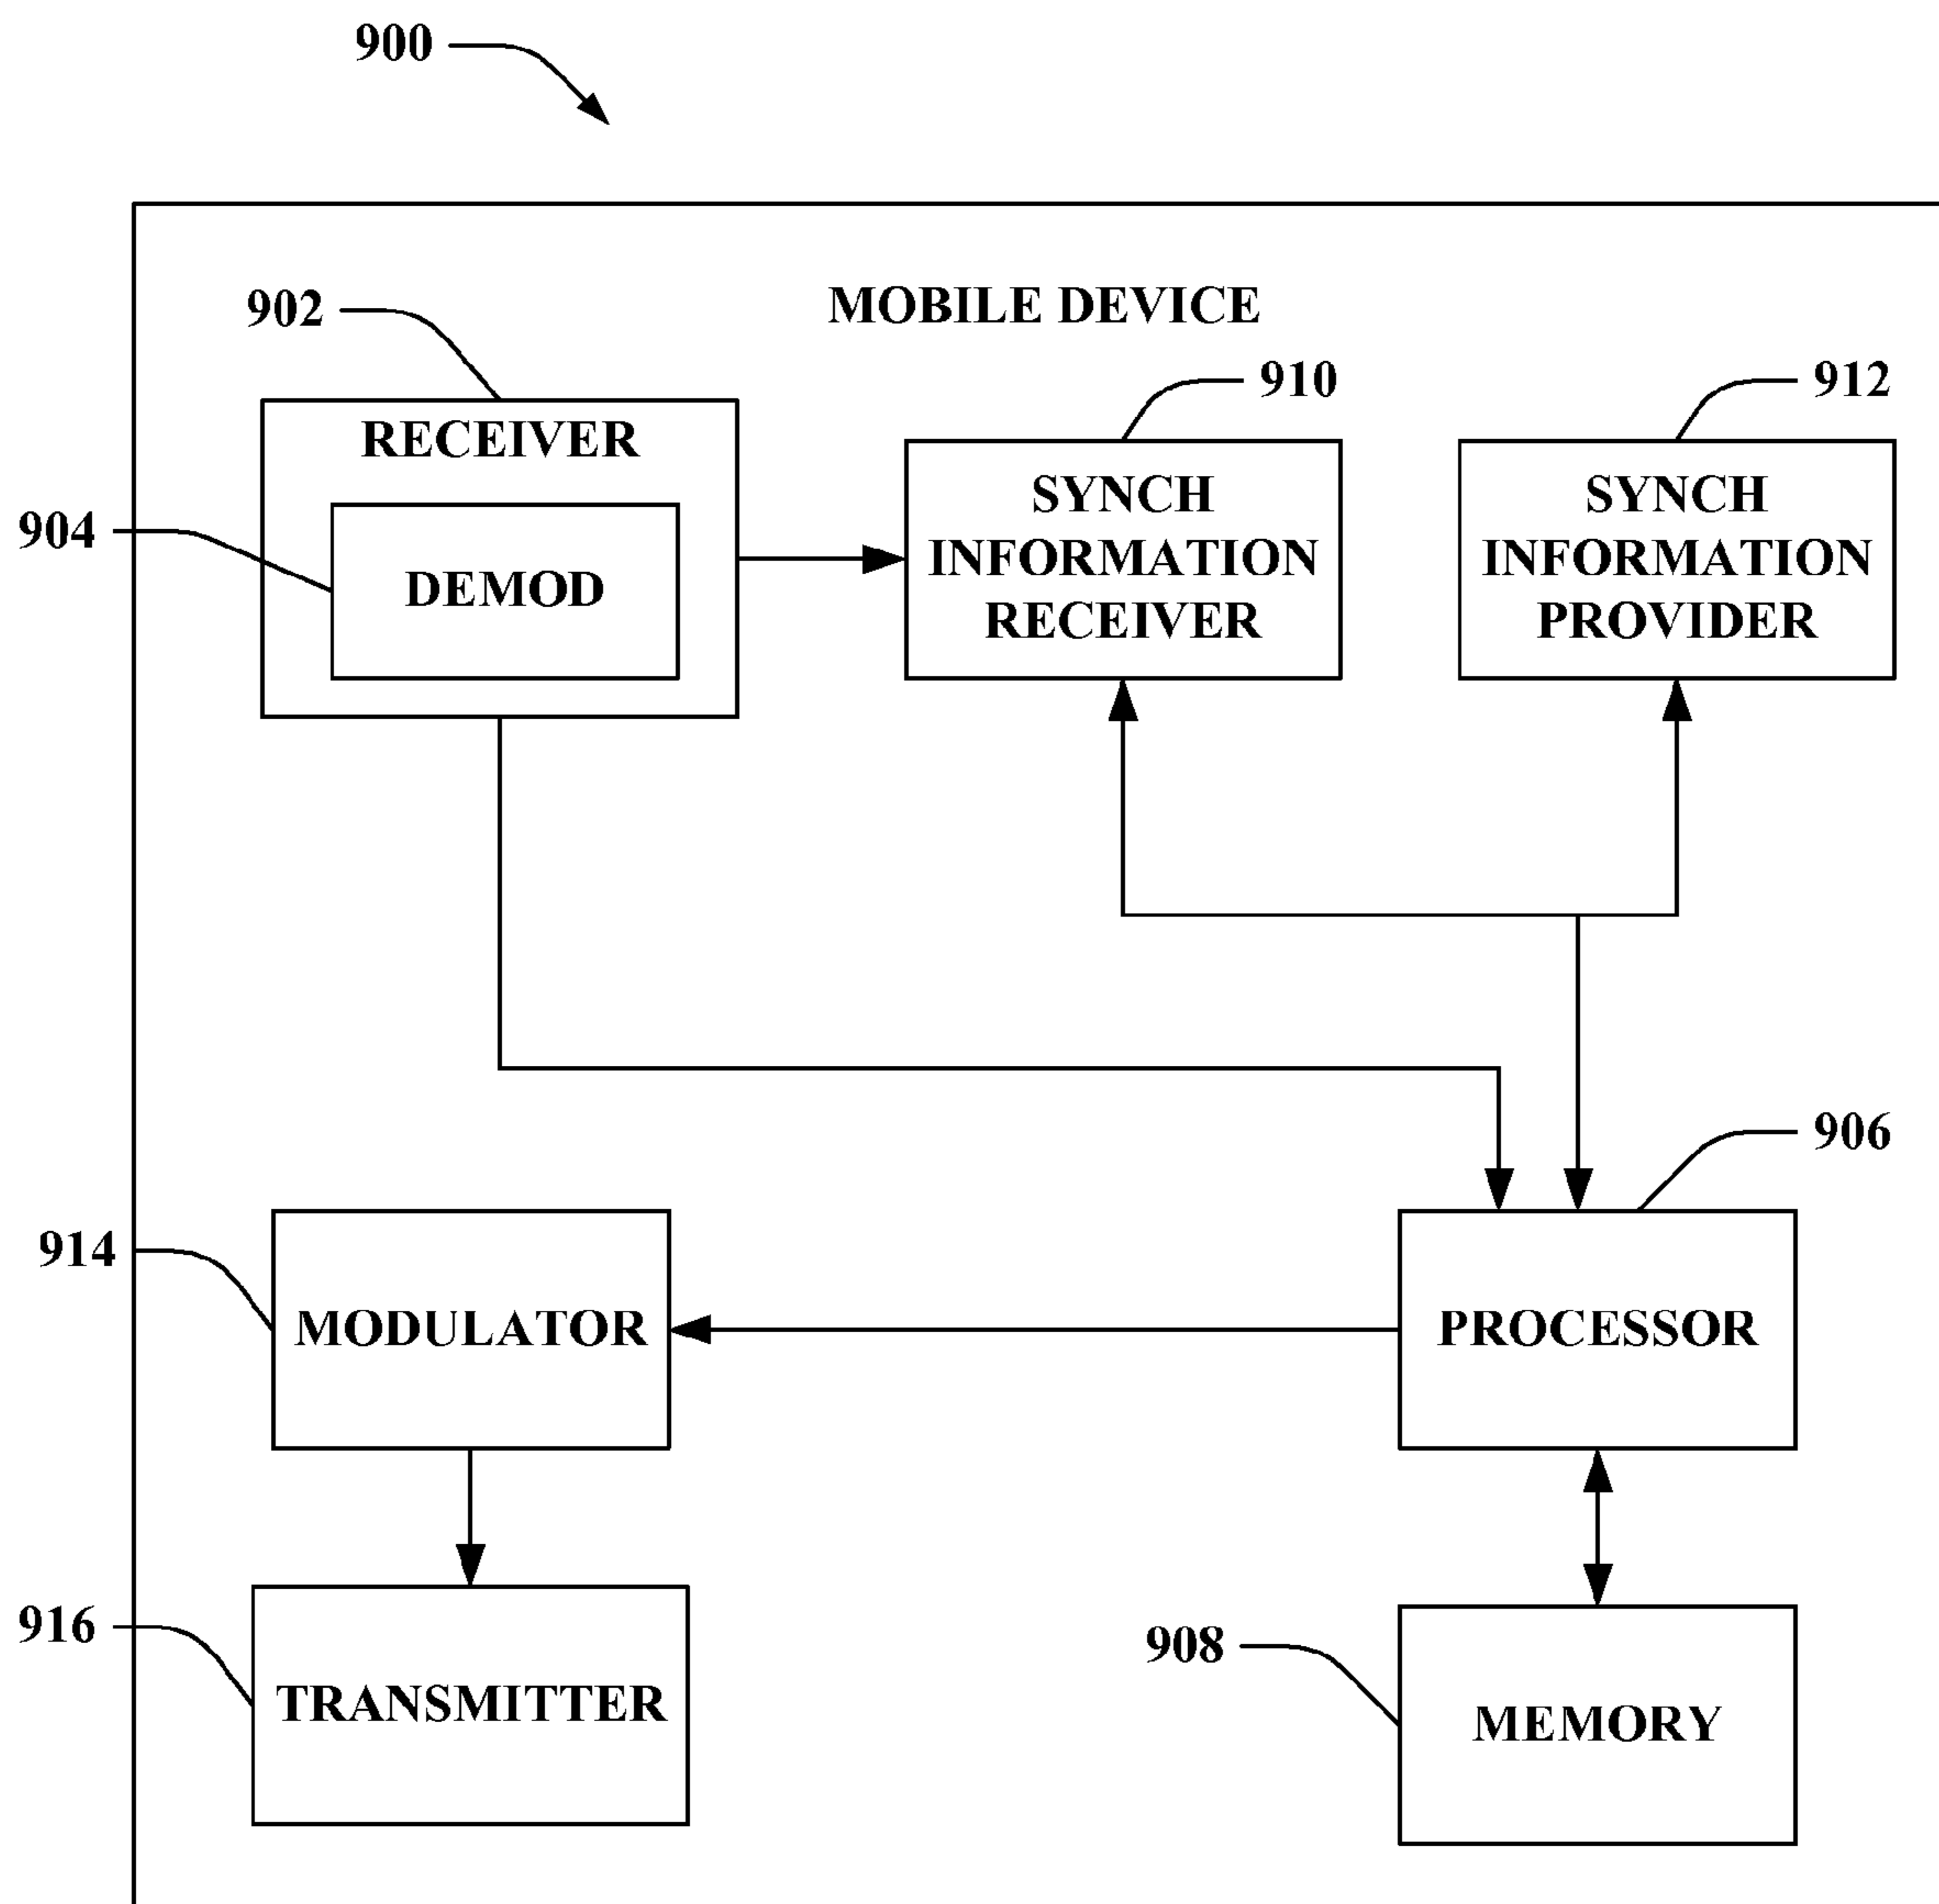 900
MOBILE DEVICE
902
910
912
RECEIVER
904
DEMOD
SYNCH
INFORMATION
RECEIVER
SYNCH
INFORMATION
PROVIDER
906
914
MODULATOR
PROCESSOR
916
TRANSMITTER
908
MEMORY